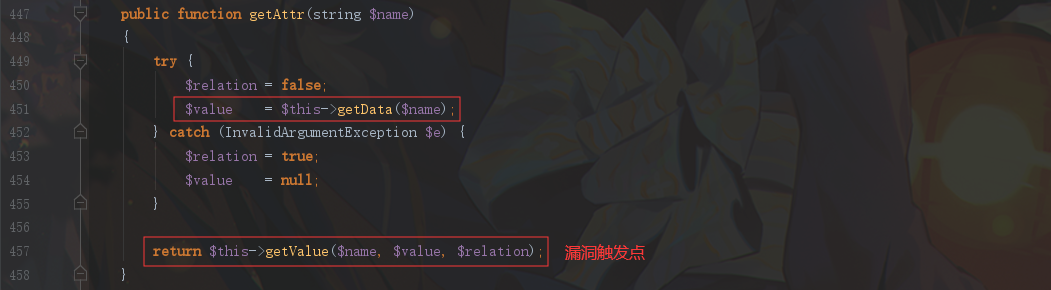 447 public function getAttr(string $name)
448 {
449 try {
450 $relation = false;
451 $value    = $this->getData($name);
452 } catch (InvalidArgumentException $e) {
453 $relation = true;
454 $value    = null;
455 }
456
457 return $this->getValue($name, $value, $relation); 漏洞触发点
458 }